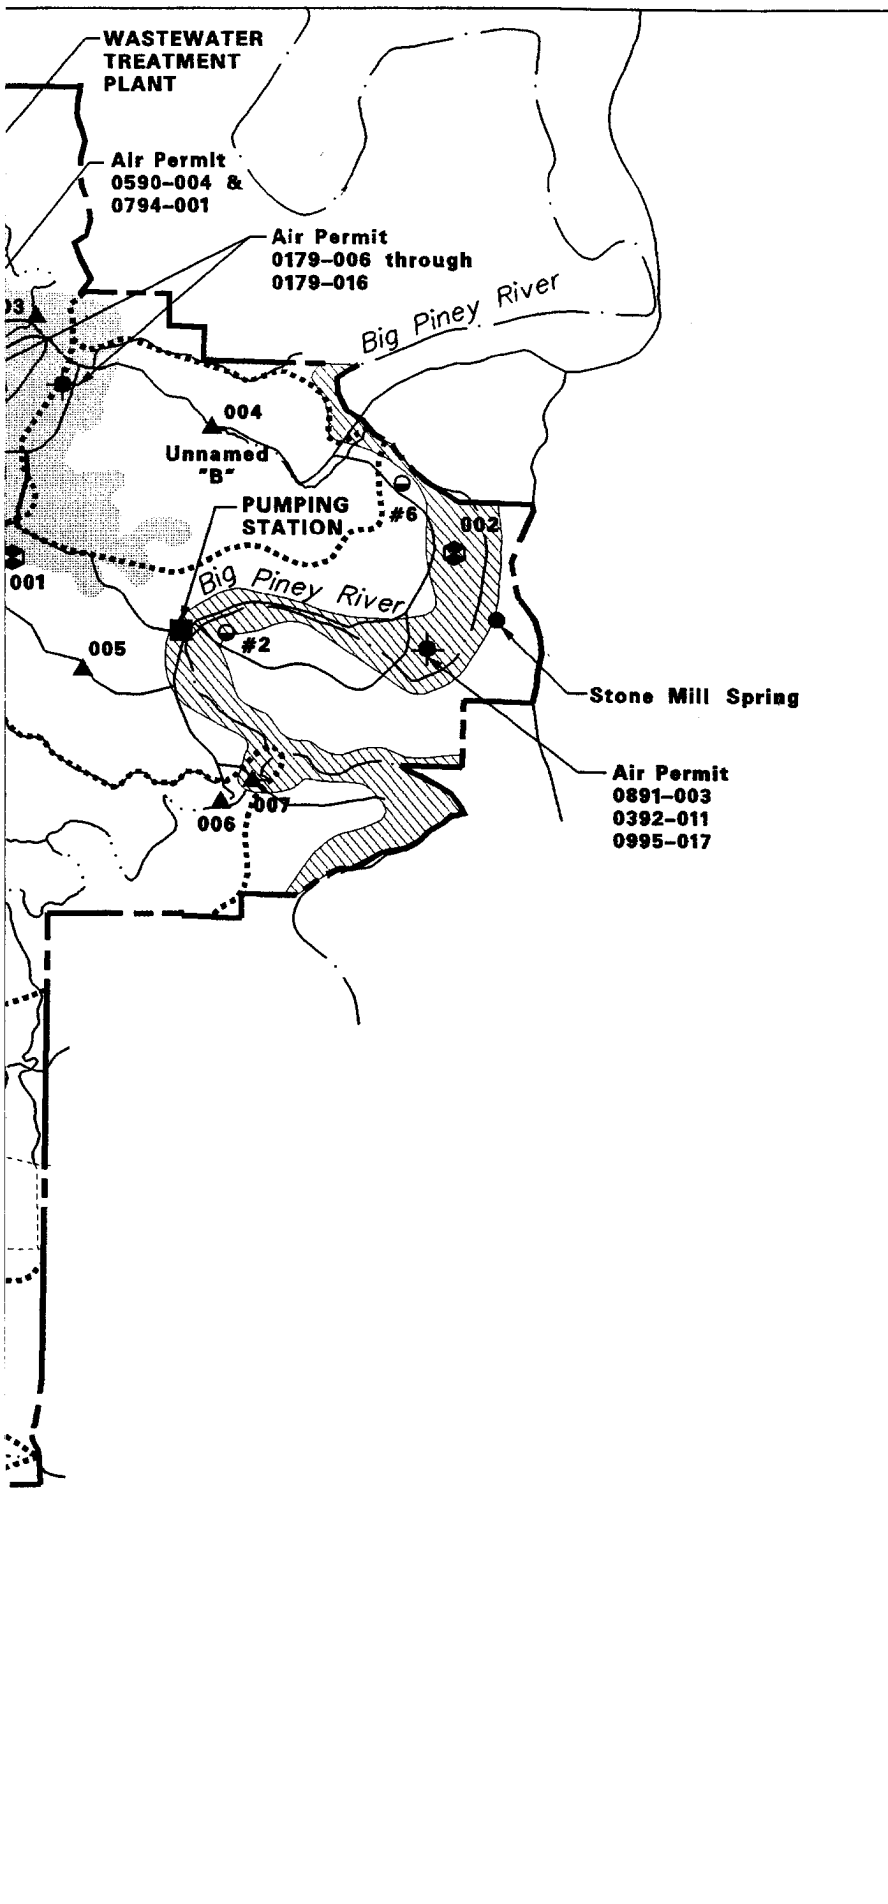 WASTEWATER
TREATMENT
PLANT
Air Permit
0590-004 &
0794-001
Air Permit
0179-006 through
0179-016
Big Piney River
004
Unnamed
"B"
PUMPING
STATION
#6
002
001
Big Piney River
005
#2
Stone Mill Spring
Air Permit
0891-003
0392-011
0995-017
007
006